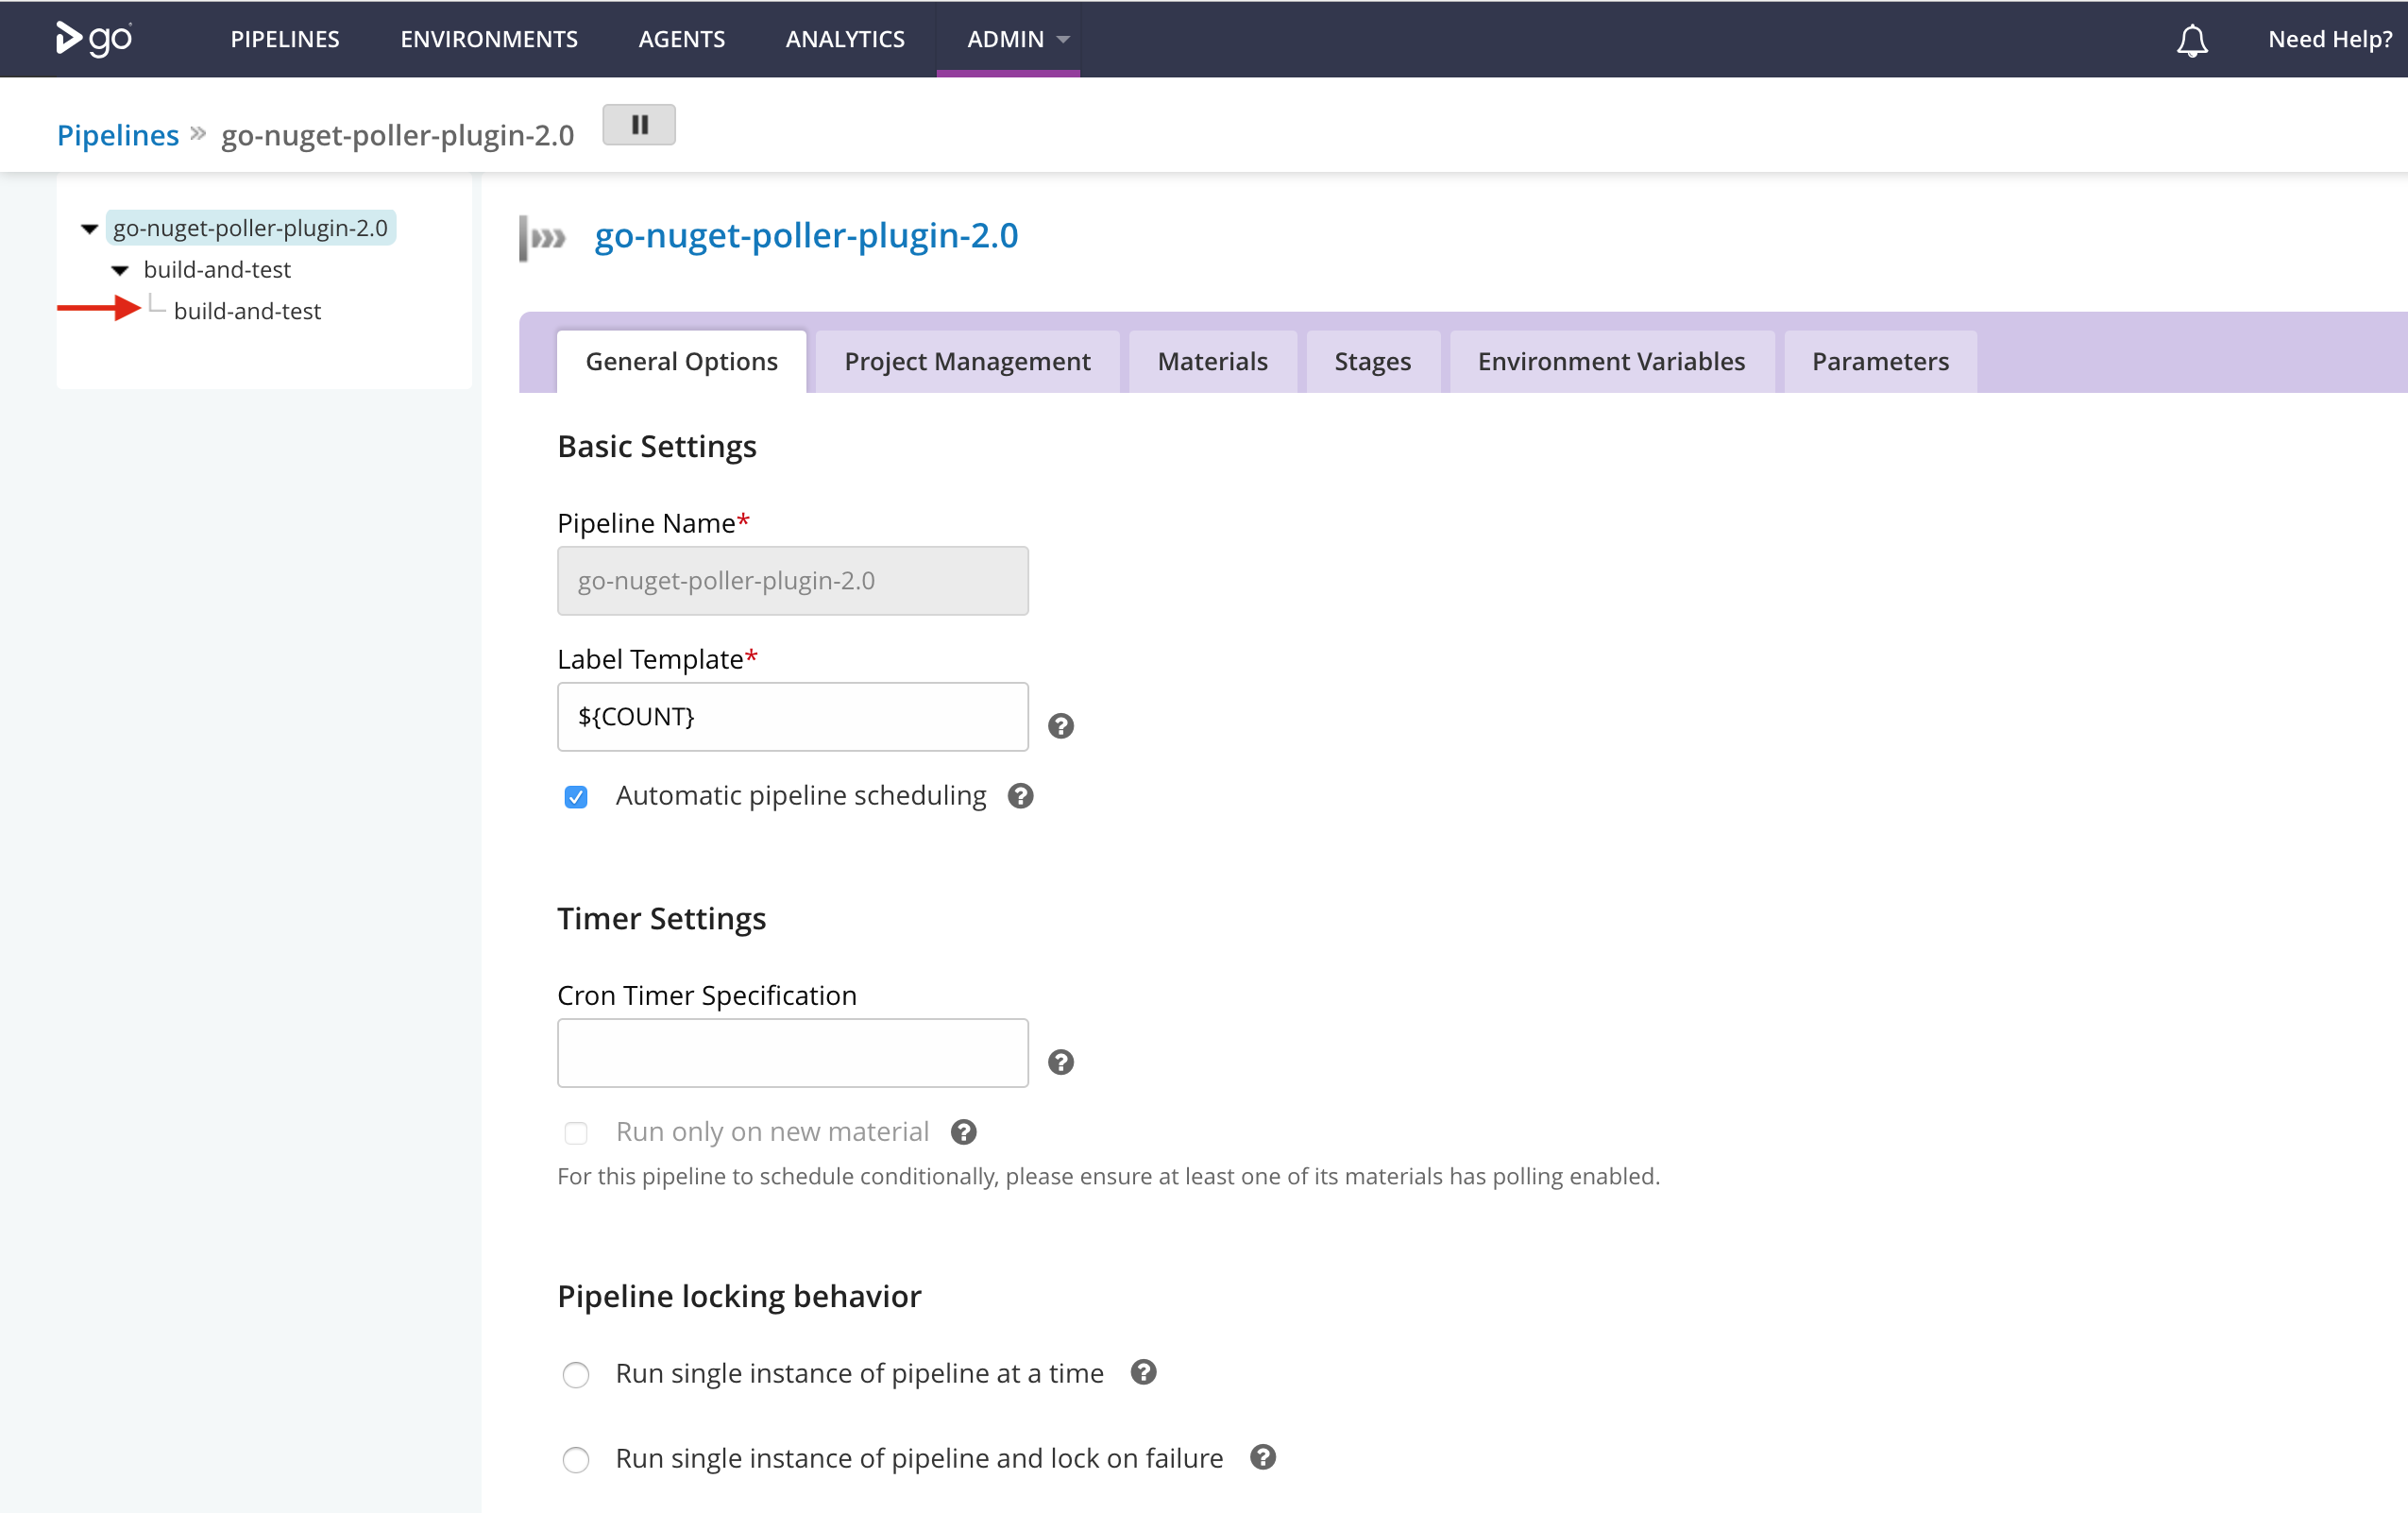 go PIPELINES ENVIRONMENTS AGENTS ANALYTICS ADMIN Need Help?
Pipelines » go-nuget-poller-plugin-2.0
go-nuget-poller-plugin-2.0
build-and-test
build-and-test
go-nuget-poller-plugin-2.0
General Options Project Management Materials Stages Environment Variables Parameters
Basic Settings
Pipeline Name*
go-nuget-poller-plugin-2.0
Label Template*
${COUNT}
?
Automatic pipeline scheduling ?
Timer Settings
Cron Timer Specification
?
Run only on new material ?
For this pipeline to schedule conditionally, please ensure at least one of its materials has polling enabled.
Pipeline locking behavior
Run single instance of pipeline at a time ?
Run single instance of pipeline and lock on failure ?